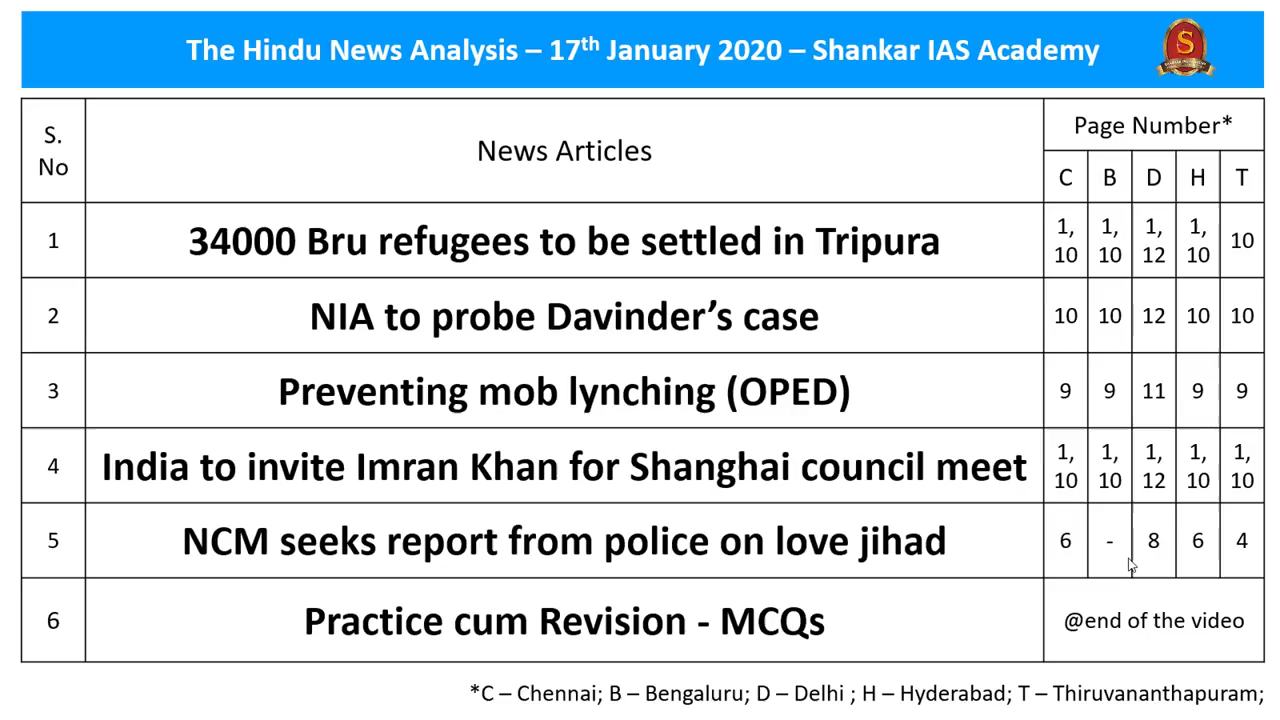 The Hindu News Analysis – 17th January 2020 – Shankar IAS Academy
S
S. No
News Articles
Page Number*
C B D H T
1 34000 Bru refugees to be settled in Tripura 1, 10 1, 10 1, 12 1, 10 10
2 NIA to probe Davinder’s case 10 10 12 10 10
3 Preventing mob lynching (OPED) 9 9 11 9 9
4 India to invite Imran Khan for Shanghai council meet 1, 10 1, 10 1, 12 1, 10 1, 10
5 NCM seeks report from police on love jihad 6 - 8 6 4
6 Practice cum Revision - MCQs @end of the video
*C – Chennai; B – Bengaluru; D – Delhi ; H – Hyderabad; T – Thiruvananthapuram;